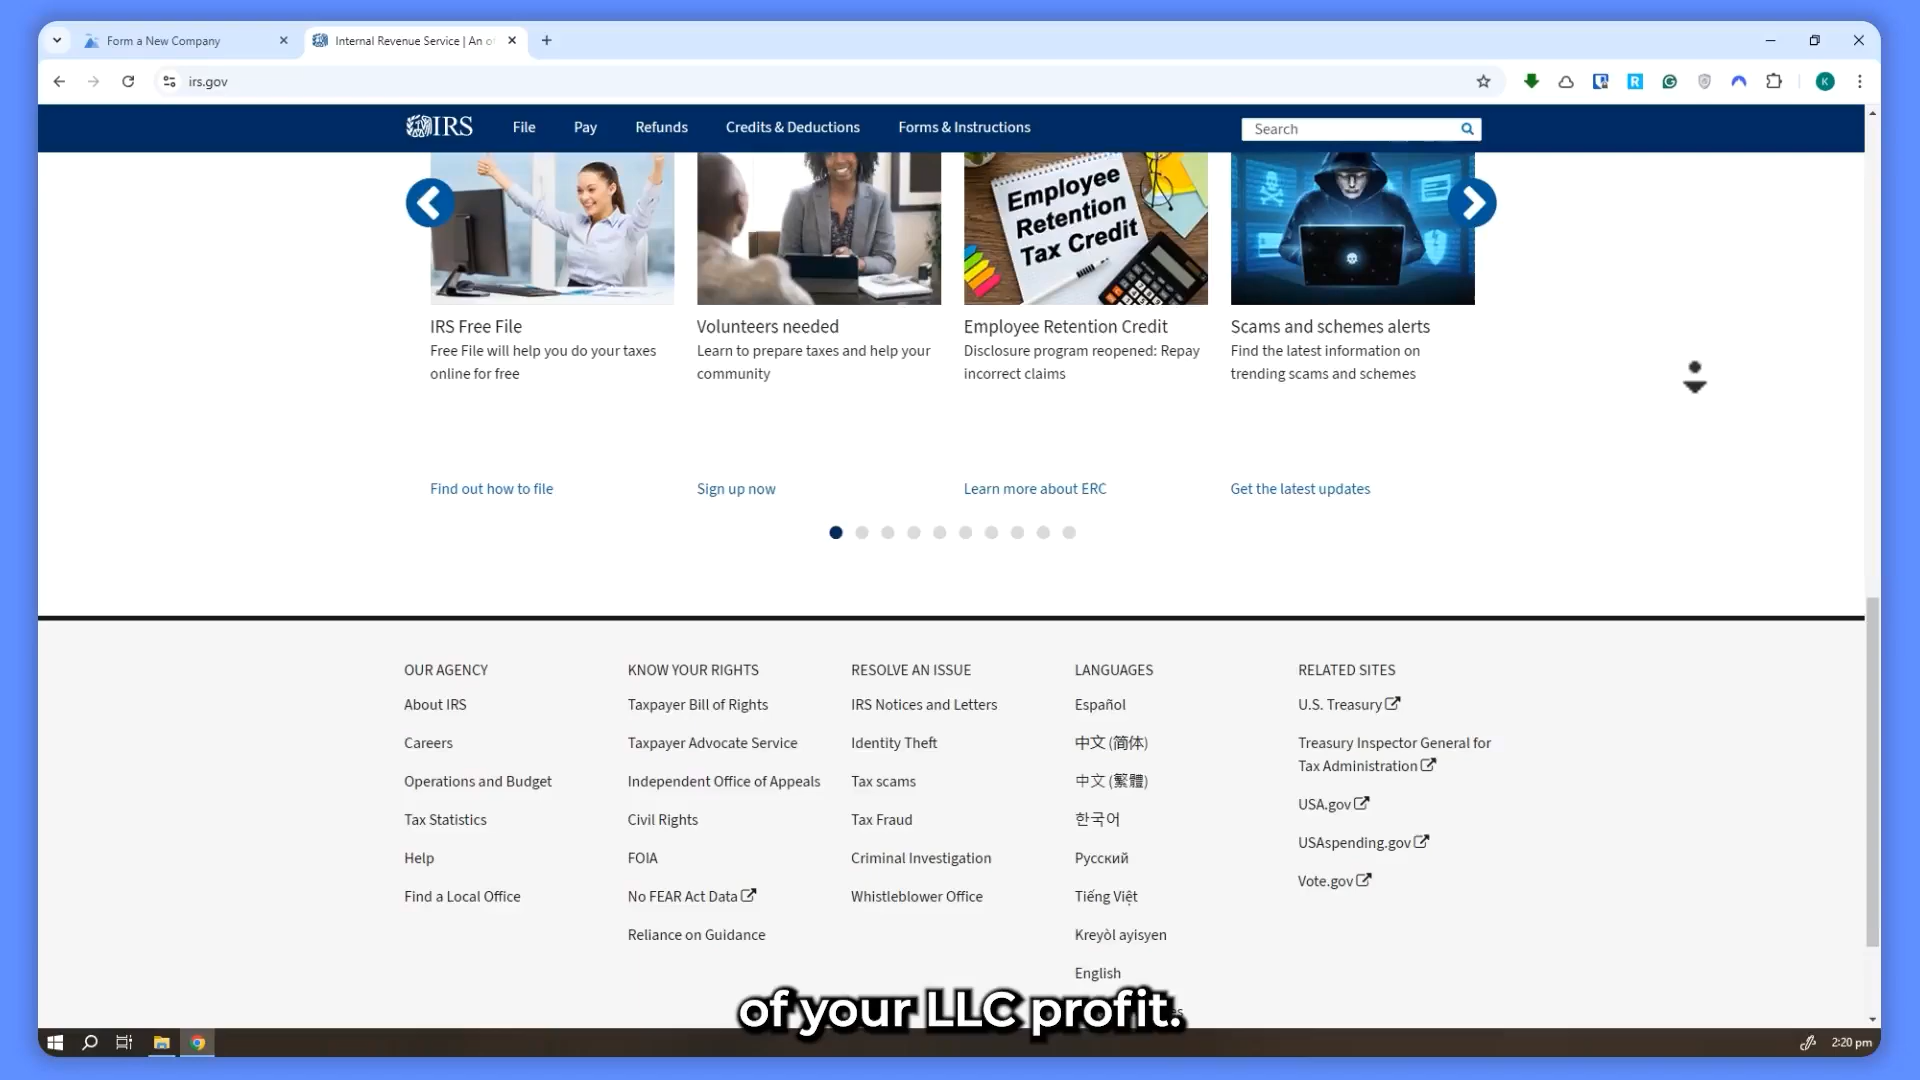 Form a New Company
Internal Revenue Service | An of
irs.gov
K
IRS
File
Pay
Refunds
Credits & Deductions
Forms & Instructions
Search
Employee
Retention
Tax Credit
IRS Free File
Free File will help you do your taxes
online for free
Find out how to file
Volunteers needed
Learn to prepare taxes and help your
community
Sign up now
Employee Retention Credit
Disclosure program reopened: Repay
incorrect claims
Learn more about ERC
Scams and schemes alerts
Find the latest information on
trending scams and schemes
Get the latest updates
OUR AGENCY
About IRS
Careers
Operations and Budget
Tax Statistics
Help
Find a Local Office
KNOW YOUR RIGHTS
Taxpayer Bill of Rights
Taxpayer Advocate Service
Independent Office of Appeals
Civil Rights
FOIA
No FEAR Act Data
Reliance on Guidance
RESOLVE AN ISSUE
IRS Notices and Letters
Identity Theft
Tax scams
Tax Fraud
Criminal Investigation
Whistleblower Office
LANGUAGES
Español
中文 (简体)
中文 (繁體)
한국어
Русский
Tiếng Việt
Kreyòl ayisyen
English
RELATED SITES
U.S. Treasury
Treasury Inspector General for
Tax Administration
USA.gov
USAspending.gov
Vote.gov
of your LLC profit.
2:20 pm